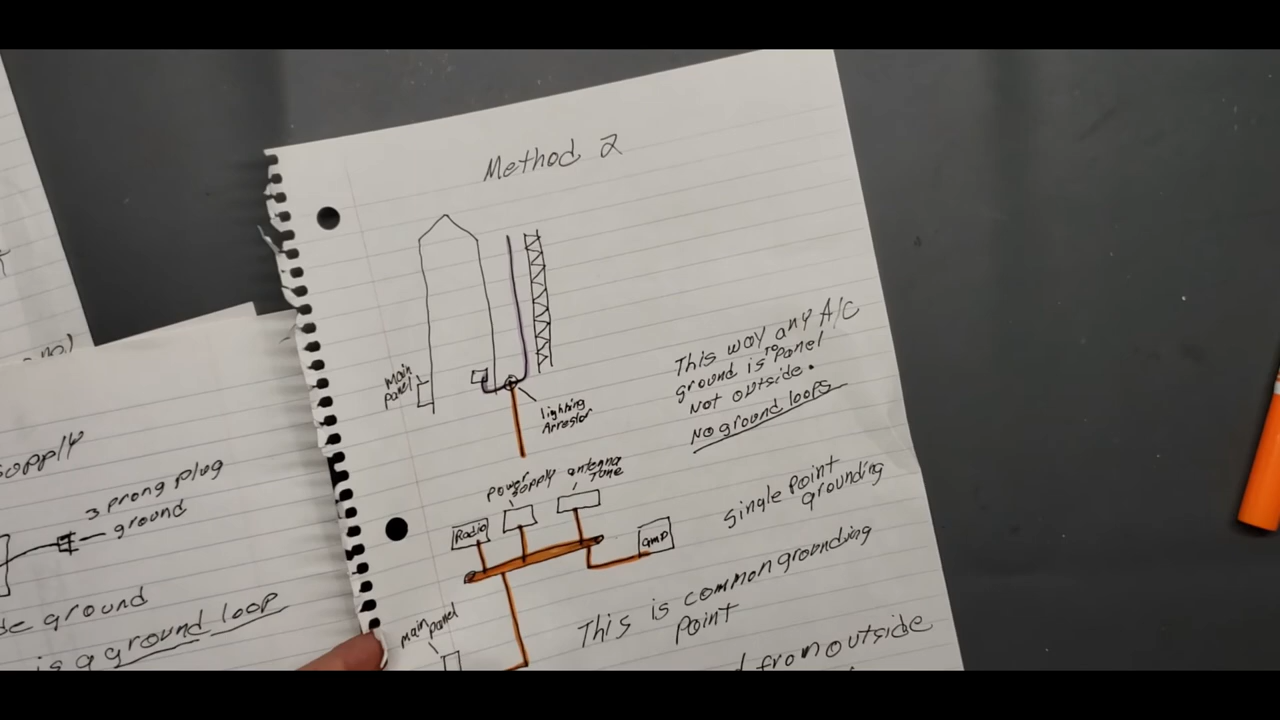 Method 2
main
panel
lighting
Arrestor
This way any A/C
ground is to panel
Not outside.
No ground loops
power
supply
antenna
Tune
Radio
amp
single point
grounding
This is common grounding
Point
main panel
from outside
supply
3 prong plug
ground
ground
is a ground loop